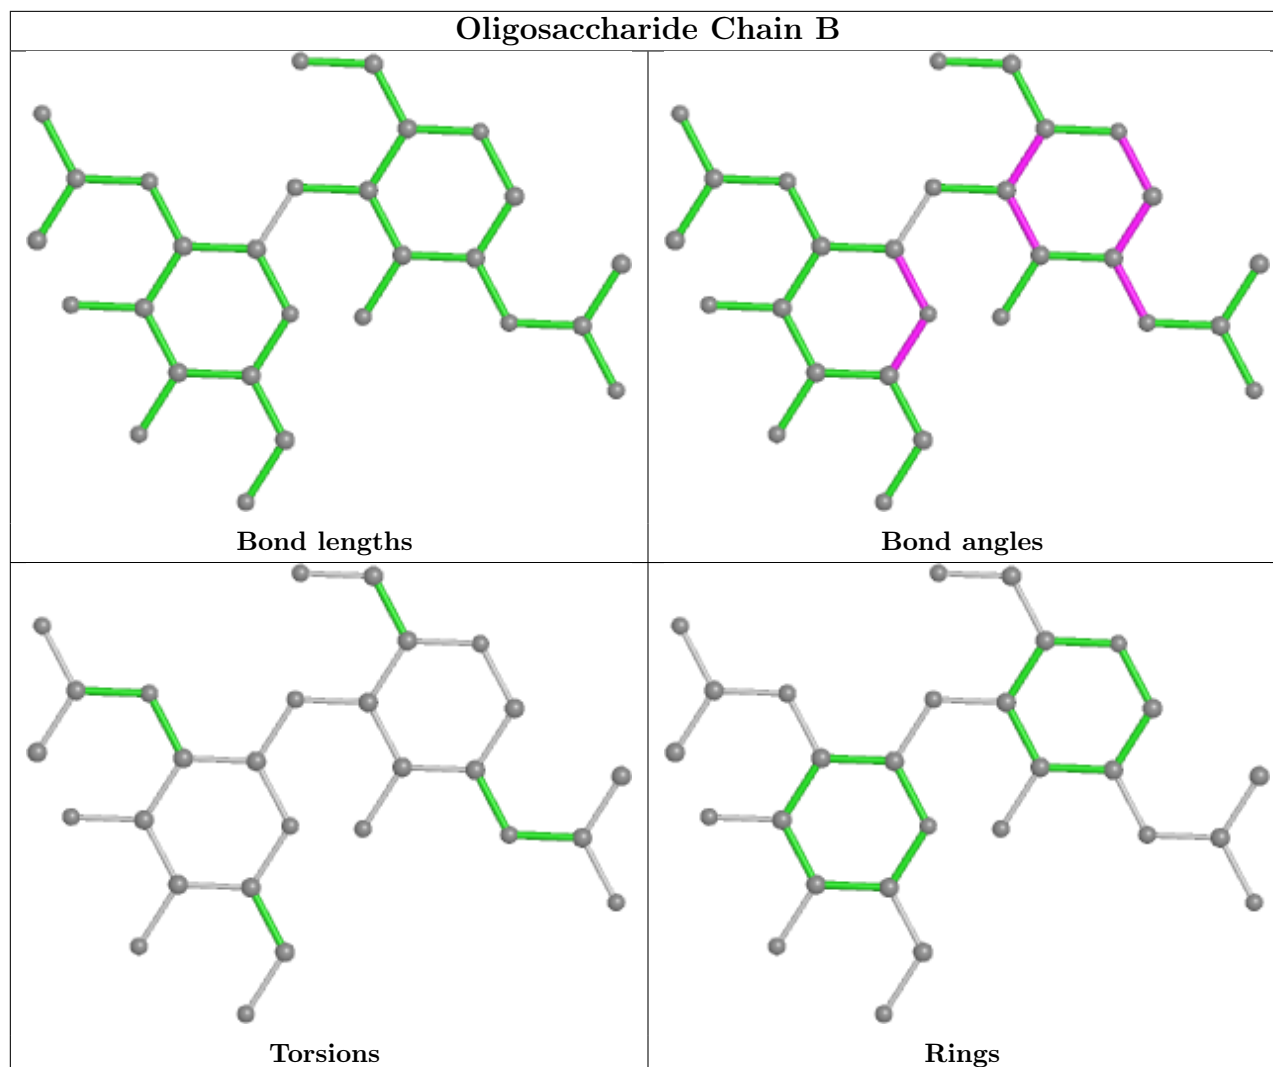 Oligosaccharide Chain B
Bond lengths
Bond angles
Torsions
Rings